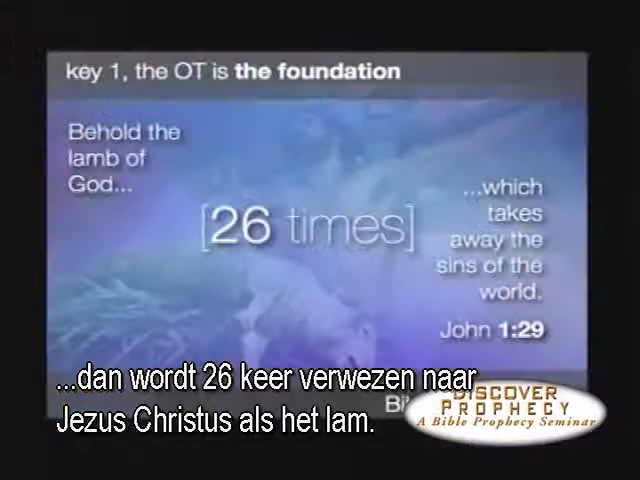 key 1, the OT is the foundation
Behold the
lamb of
God...
[26 times]
...which
takes
away the
sins of the
world.
John 1:29
...dan wordt 26 keer verwezen naar
Jezus Christus als het lam.
DISCOVER
PROPHECY
A Bible Prophecy Seminar